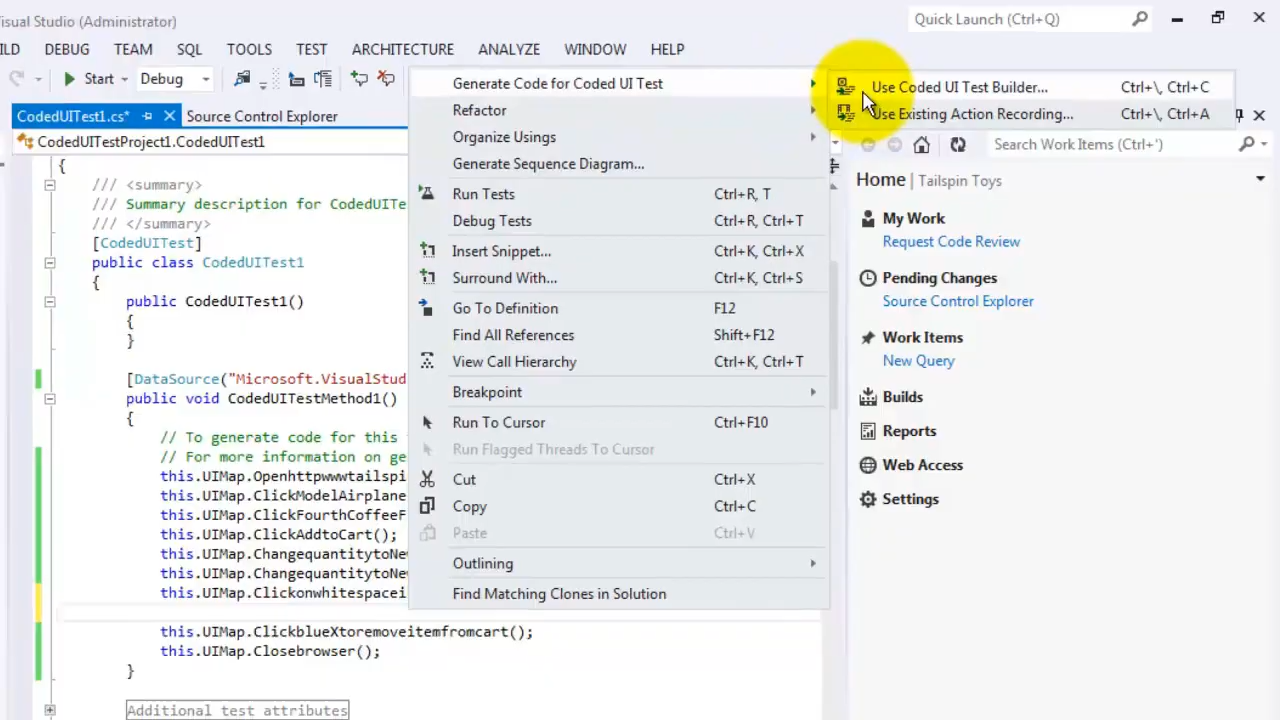 isual Studio (Administrator)
Quick Launch (Ctrl+Q)
ILD DEBUG TEAM SQL TOOLS TEST ARCHITECTURE ANALYZE WINDOW HELP
Start Debug
CodedUITest1.cs* Source Control Explorer
CodedUITestProject1.CodedUITest1
{
/// <summary>
/// Summary description for CodedUITe
/// </summary>
[CodedUITest]
public class CodedUITest1
{
public CodedUITest1()
{
}
[DataSource("Microsoft.VisualStud
public void CodedUITestMethod1()
{
// To generate code for this
// For more information on ge
this.UIMap.Openhttpwwwtailspi
this.UIMap.ClickModelAirplane
this.UIMap.ClickFourthCoffeeF
this.UIMap.ClickAddtoCart();
this.UIMap.ChangequantitytoNe
this.UIMap.ChangequantitytoNe
this.UIMap.Clickonwhitespacei
this.UIMap.ClickblueXtoremoveitemfromcart();
this.UIMap.Closebrowser();
}
Additional test attributes
Generate Code for Coded UI Test
Refactor
Organize Usings
Generate Sequence Diagram...
Run Tests Ctrl+R, T
Debug Tests Ctrl+R, Ctrl+T
Insert Snippet... Ctrl+K, Ctrl+X
Surround With... Ctrl+K, Ctrl+S
Go To Definition F12
Find All References Shift+F12
View Call Hierarchy Ctrl+K, Ctrl+T
Breakpoint
Run To Cursor Ctrl+F10
Run Flagged Threads To Cursor
Cut Ctrl+X
Copy Ctrl+C
Paste Ctrl+V
Outlining
Find Matching Clones in Solution
Use Coded UI Test Builder... Ctrl+\, Ctrl+C
Use Existing Action Recording... Ctrl+\, Ctrl+A
Search Work Items (Ctrl+')
Home | Tailspin Toys
My Work
Request Code Review
Pending Changes
Source Control Explorer
Work Items
New Query
Builds
Reports
Web Access
Settings